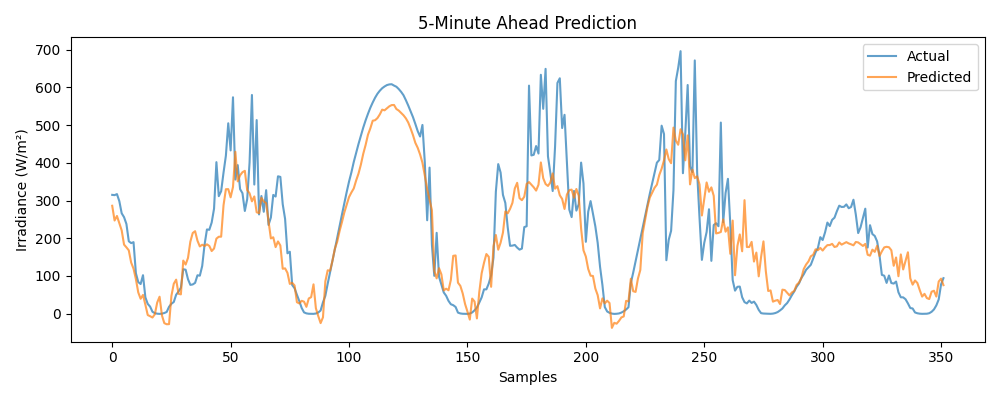 5-Minute Ahead Prediction
Irradiance (W/m²)
700
600
500
400
300
200
100
0
0 50 100 150 200 250 300 350
Samples
Actual
Predicted